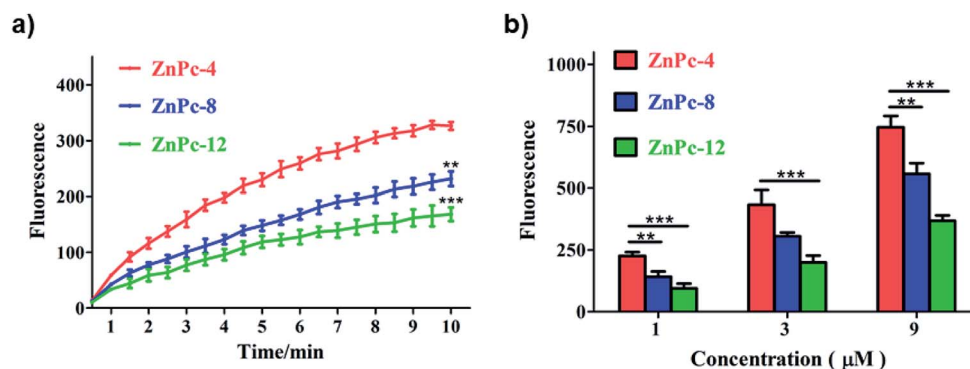 a)
Fluorescence
400
300
200
100
0
ZnPc-4
ZnPc-8
ZnPc-12
**
***
1 2 3 4 5 6 7 8 9 10
Time/min
b)
Fluorescence
1000
750
500
250
0
ZnPc-4
ZnPc-8
ZnPc-12
***
**
***
***
**
1 3 9
Concentration ( μM )